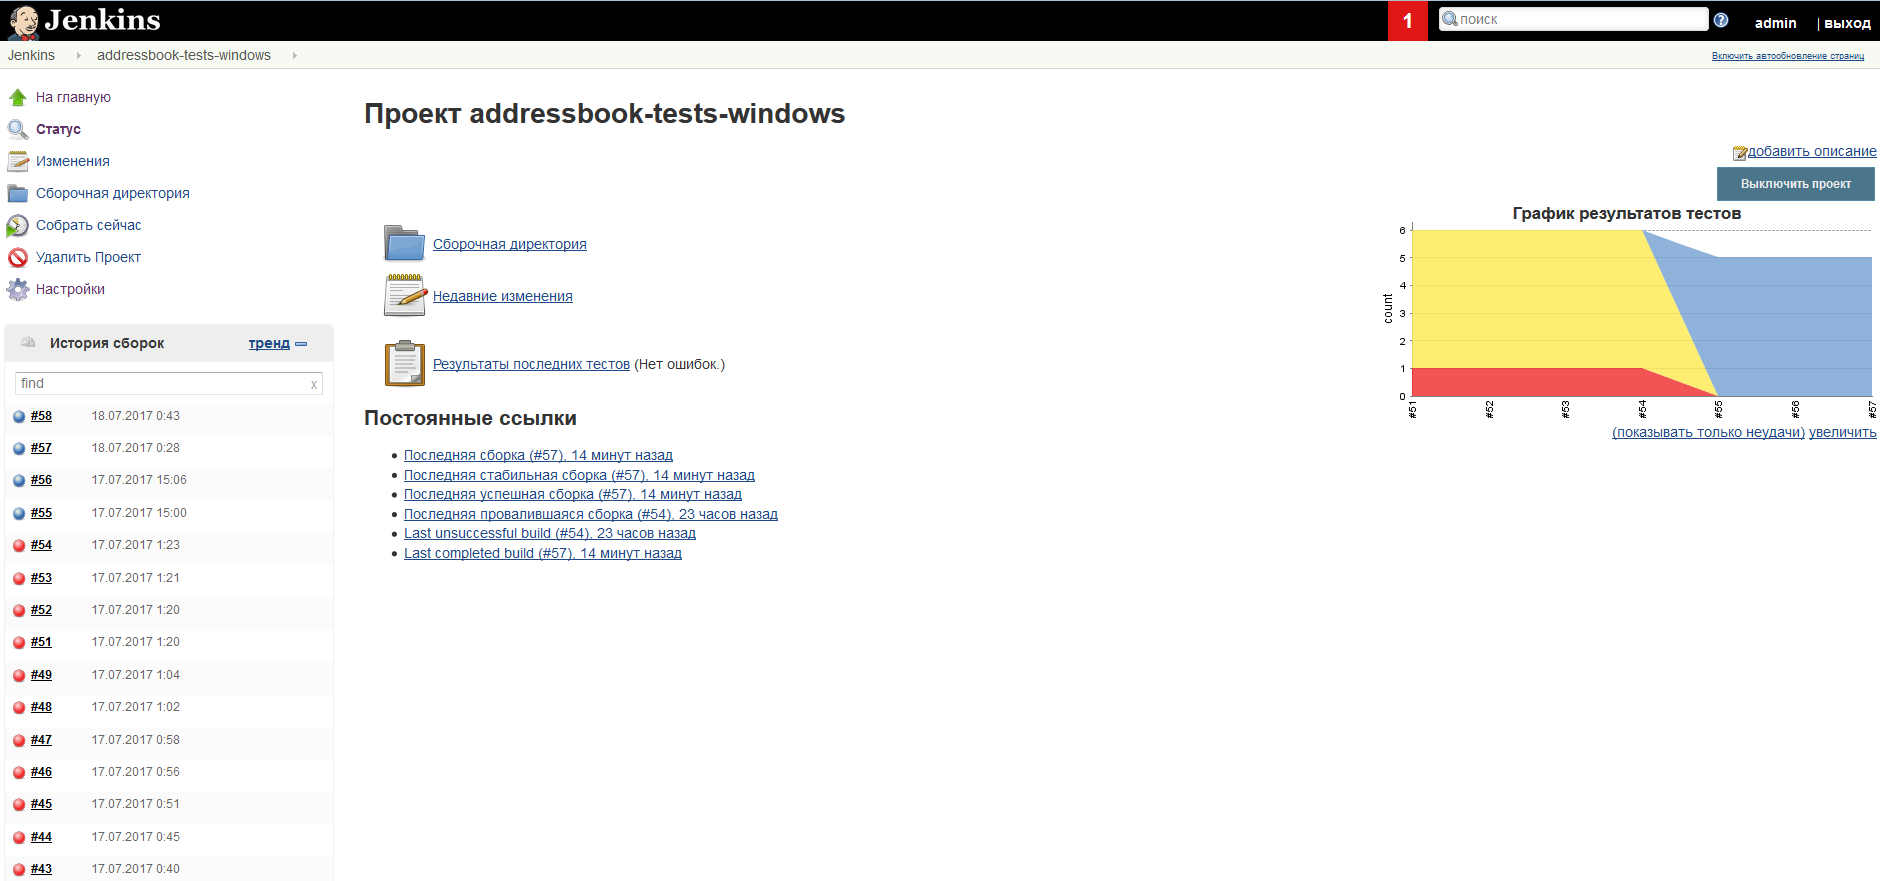 Jenkins
1
поиск
admin
| выход
Jenkins
addressbook-tests-windows
Включить автообновление страниц
На главную
Статус
Изменения
Сборочная директория
Собрать сейчас
Удалить Проект
Настройки
История сборок
тренд
find
x
#58 18.07.2017 0:43
#57 18.07.2017 0:28
#56 17.07.2017 15:06
#55 17.07.2017 15:00
#54 17.07.2017 1:23
#53 17.07.2017 1:21
#52 17.07.2017 1:20
#51 17.07.2017 1:20
#49 17.07.2017 1:04
#48 17.07.2017 1:02
#47 17.07.2017 0:58
#46 17.07.2017 0:56
#45 17.07.2017 0:51
#44 17.07.2017 0:45
#43 17.07.2017 0:40
Проект addressbook-tests-windows
добавить описание
Выключить проект
Сборочная директория
Недавние изменения
Результаты последних тестов (Нет ошибок.)
Постоянные ссылки
Последняя сборка (#57), 14 минут назад
Последняя стабильная сборка (#57), 14 минут назад
Последняя успешная сборка (#57), 14 минут назад
Последняя провалившаяся сборка (#54), 23 часов назад
Last unsuccessful build (#54), 23 часов назад
Last completed build (#57), 14 минут назад
График результатов тестов
count
6
5
4
3
2
1
0
#51
#52
#53
#54
#55
#56
#57
(показывать только неудачи) увеличить